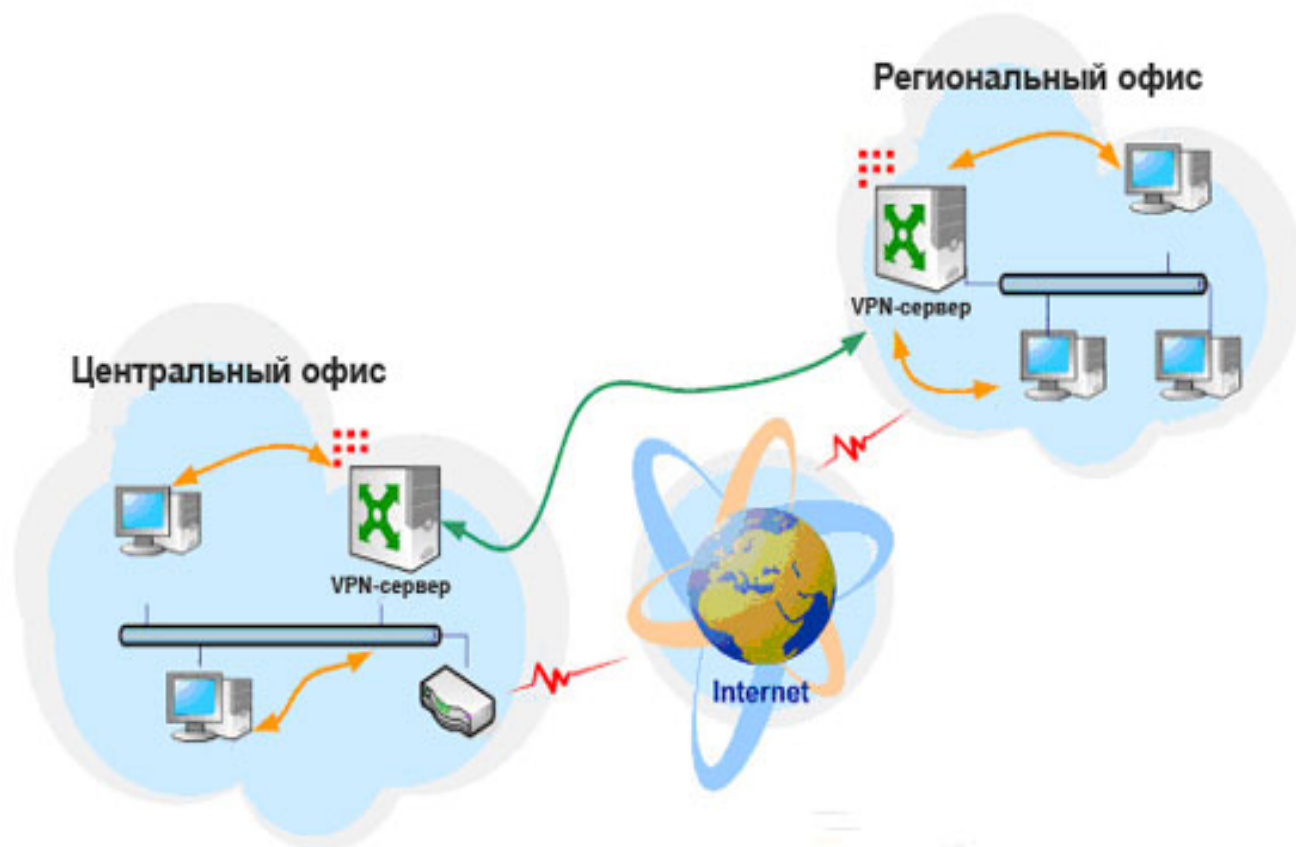 Региональный офис
VPN-сервер
Центральный офис
VPN-сервер
Internet